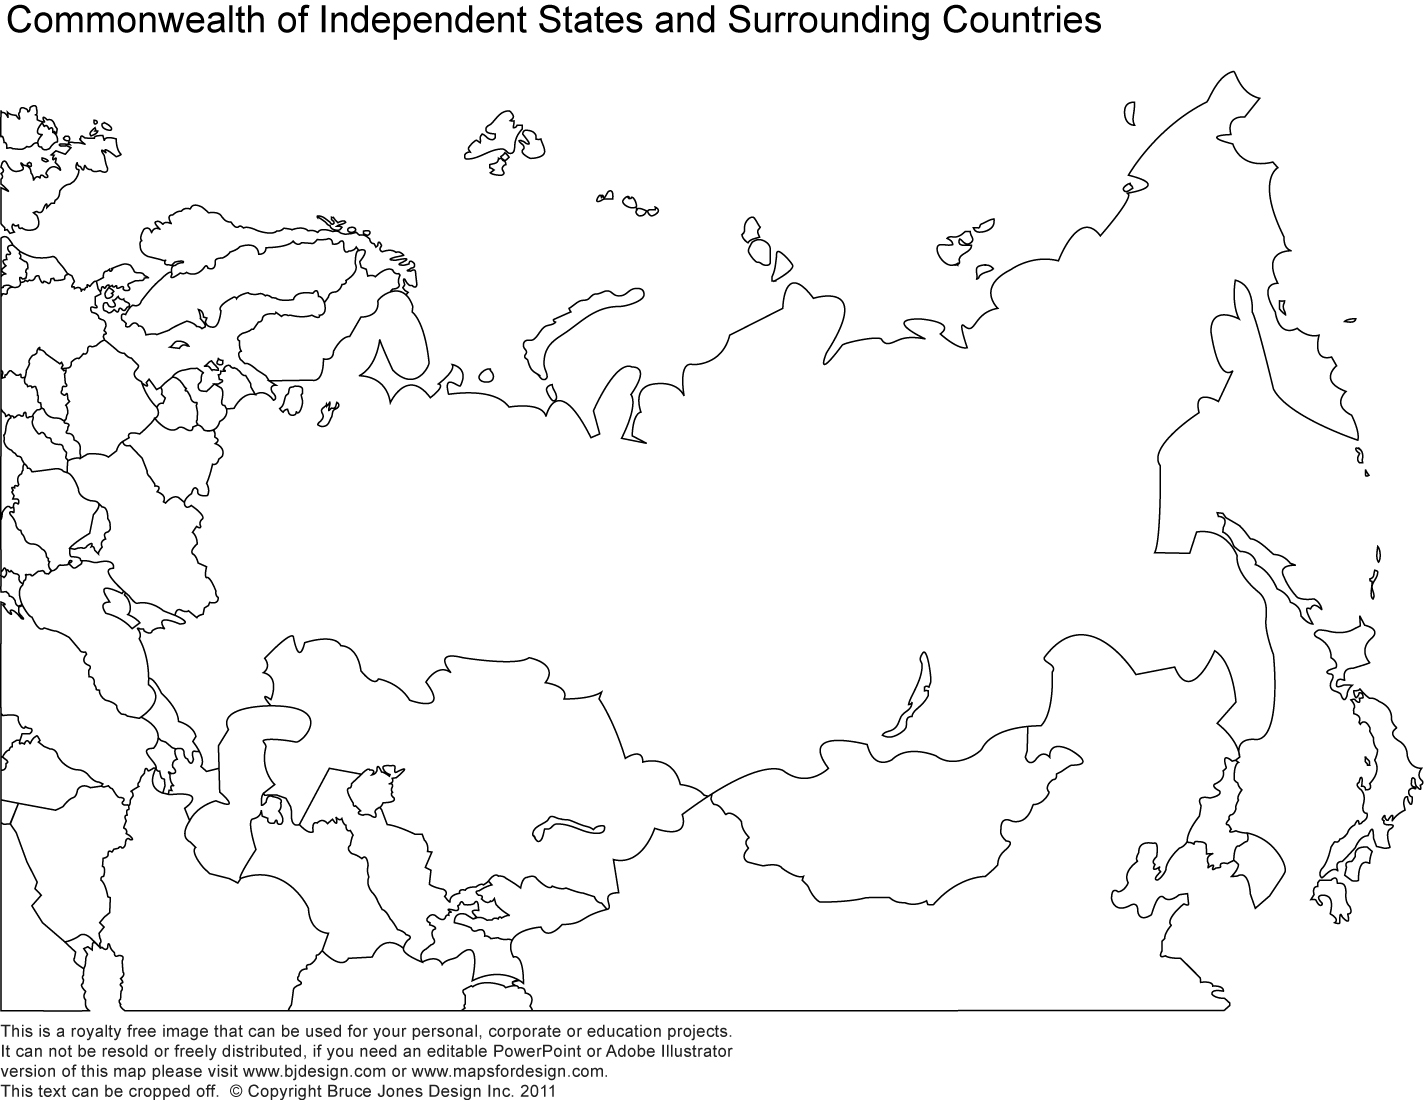 Commonwealth of Independent States and Surrounding Countries
This is a royalty free image that can be used for your personal, corporate or education projects.
It can not be resold or freely distributed, if you need an editable PowerPoint or Adobe Illustrator
version of this map please visit www.bjdesign.com or www.mapsfordesign.com.
This text can be cropped off.  © Copyright Bruce Jones Design Inc. 2011